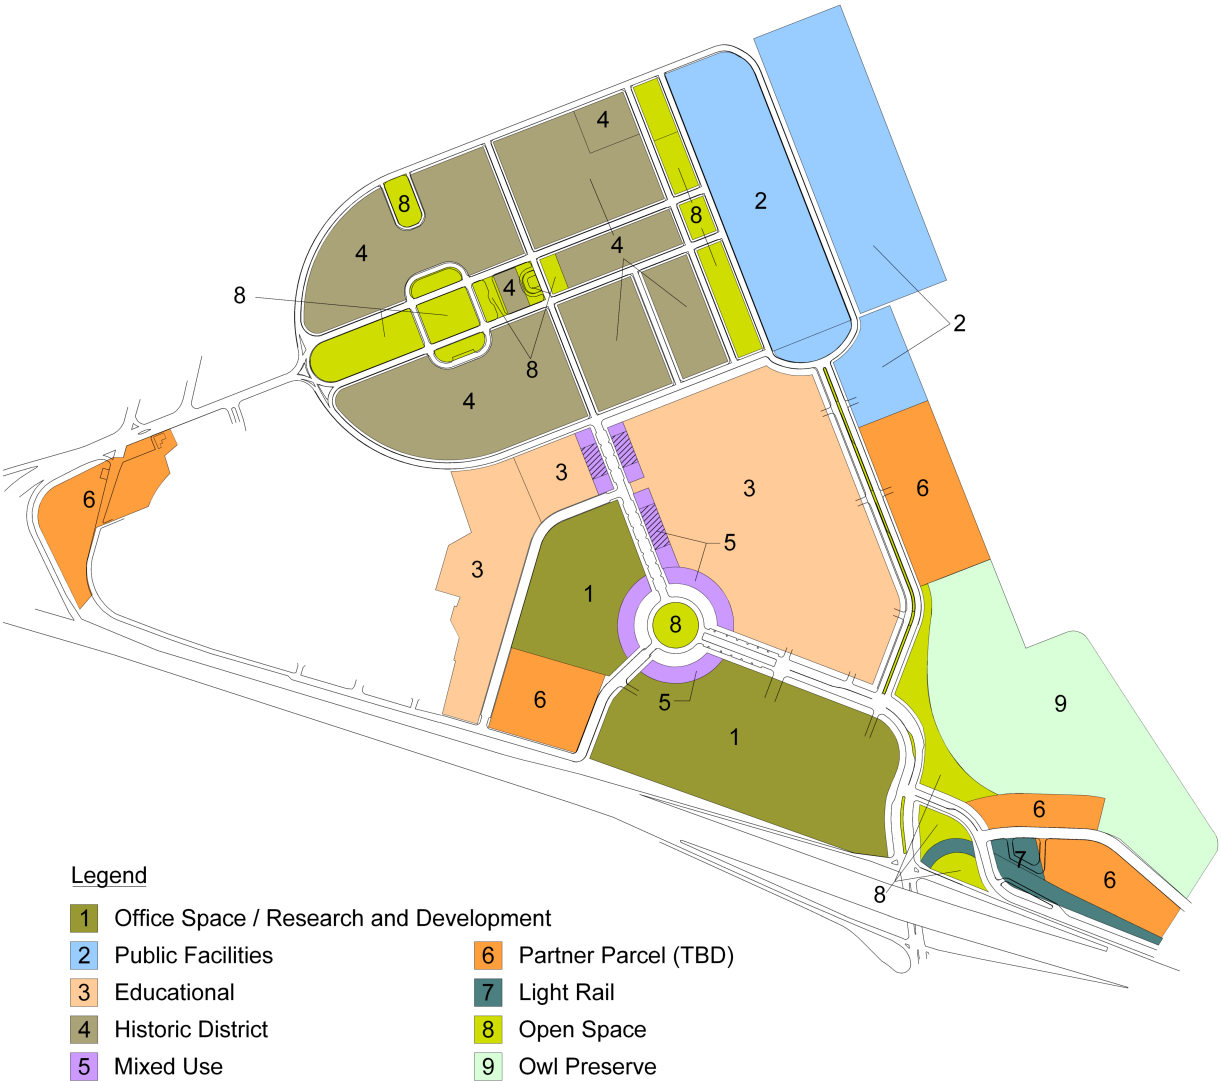 4
2
8
4
8
4
4
8
4
2
8
4
3
3
6
6
5
3
1
8
6
5
1
9
6
7
6
8
Legend
1 Office Space / Research and Development
2 Public Facilities
6 Partner Parcel (TBD)
3 Educational
7 Light Rail
4 Historic District
8 Open Space
5 Mixed Use
9 Owl Preserve